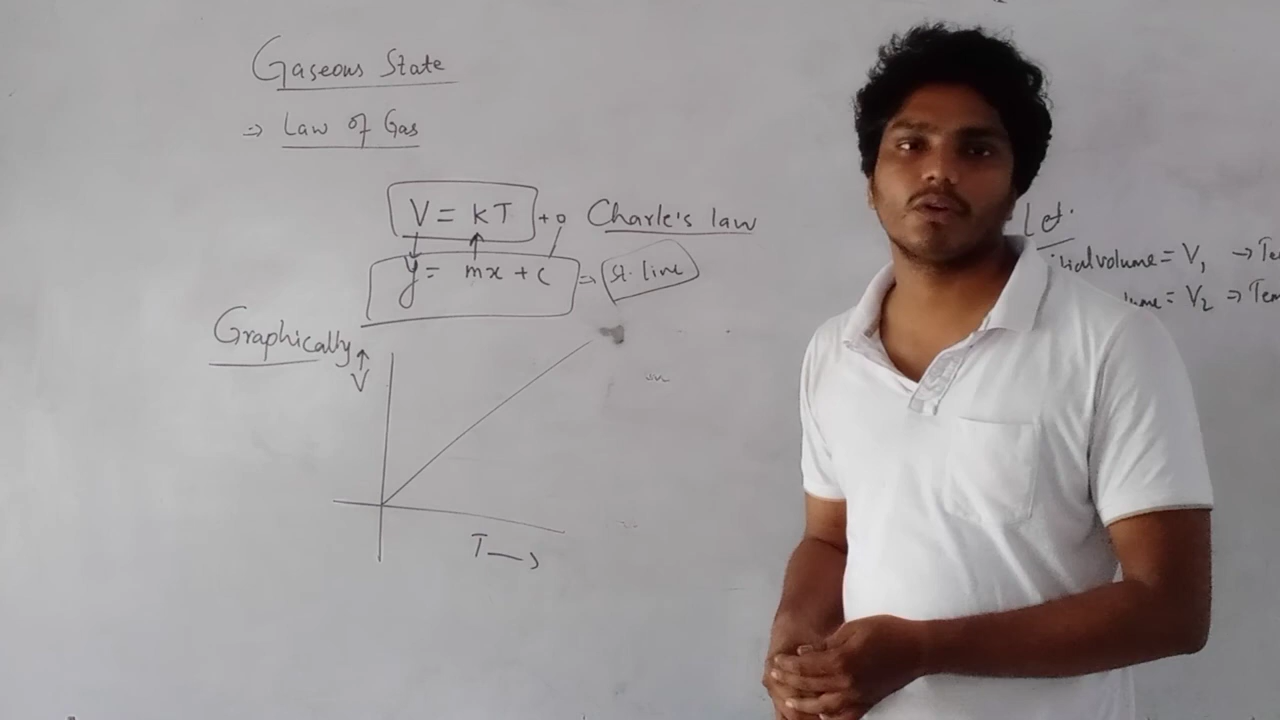 Gaseous State
⇒ Law of Gas
V = KT + 0 Charle's law
y = mx + c ⇒ st. line
Graphically
V
T →
Let
volume = V₁ →
= V₂ ⇒